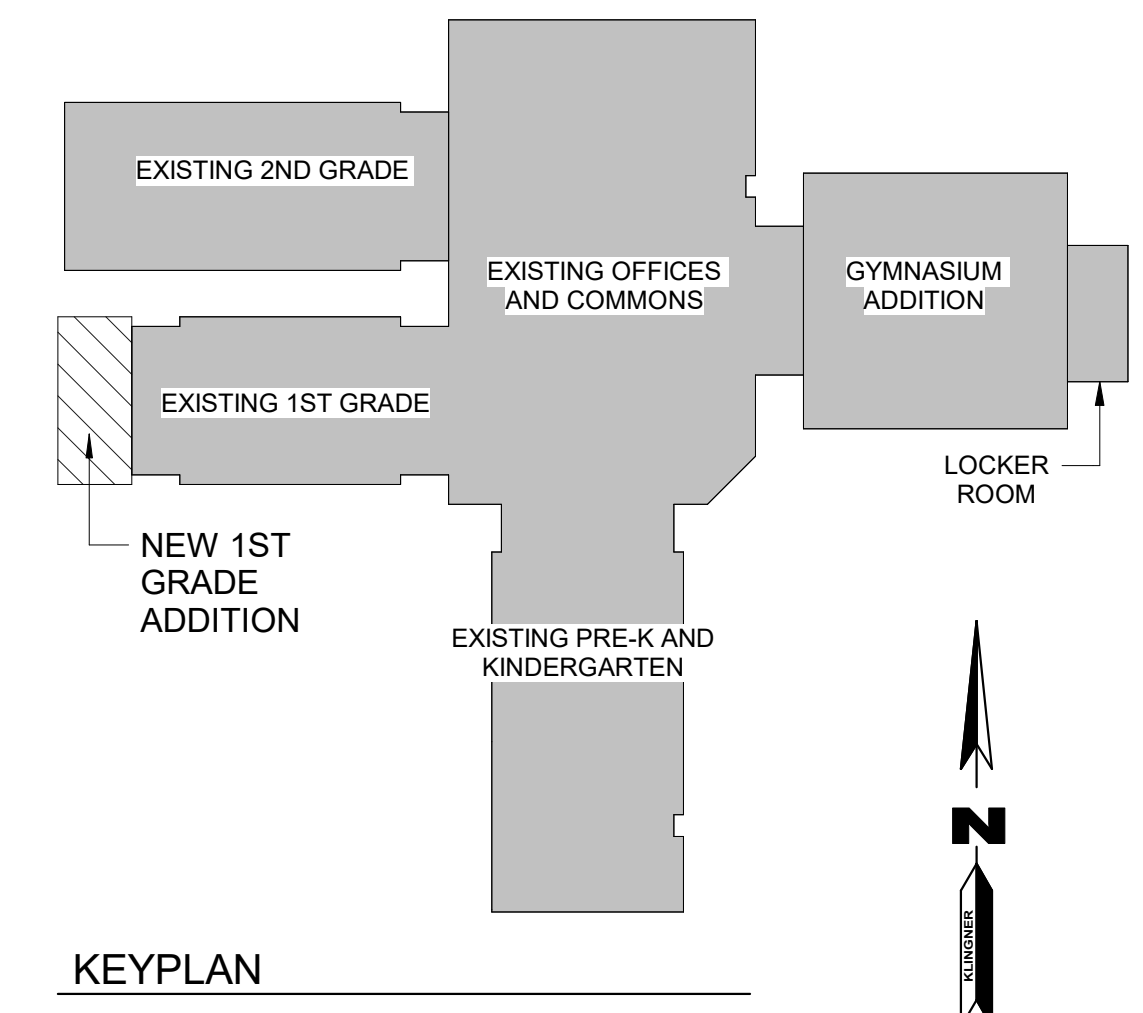 EXISTING 2ND GRADE
EXISTING OFFICES
AND COMMONS
GYMNASIUM
ADDITION
EXISTING 1ST GRADE
LOCKER
ROOM
NEW 1ST
GRADE
ADDITION
EXISTING PRE-K AND
KINDERGARTEN
N
KLINGNER
KEYPLAN